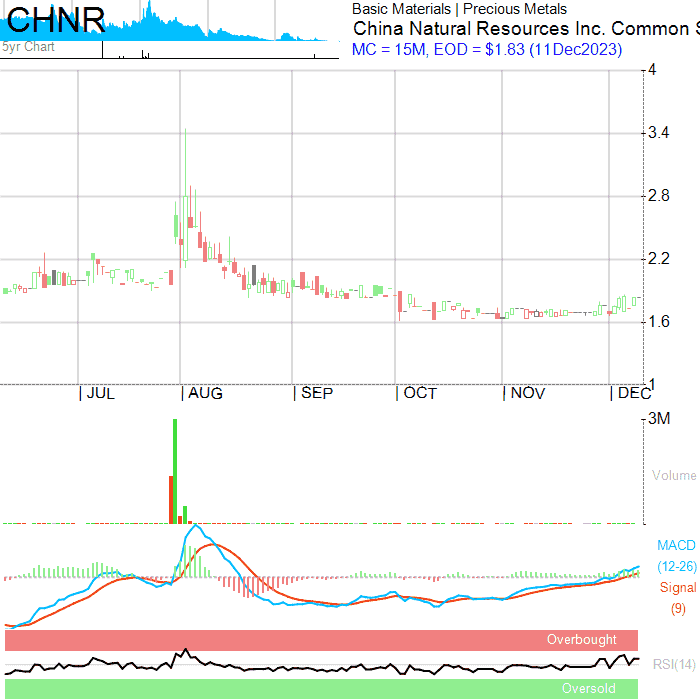 CHNR
5yr Chart
Basic Materials | Precious Metals
China Natural Resources Inc. Common S
MC = 15M, EOD = $1.83 (11Dec2023)
4
3.4
2.8
2.2
1.6
1
| JUL | AUG | SEP | OCT | NOV | DEC
3M
Volume
MACD
(12-26)
Signal
(9)
Overbought
RSI(14)
Oversold